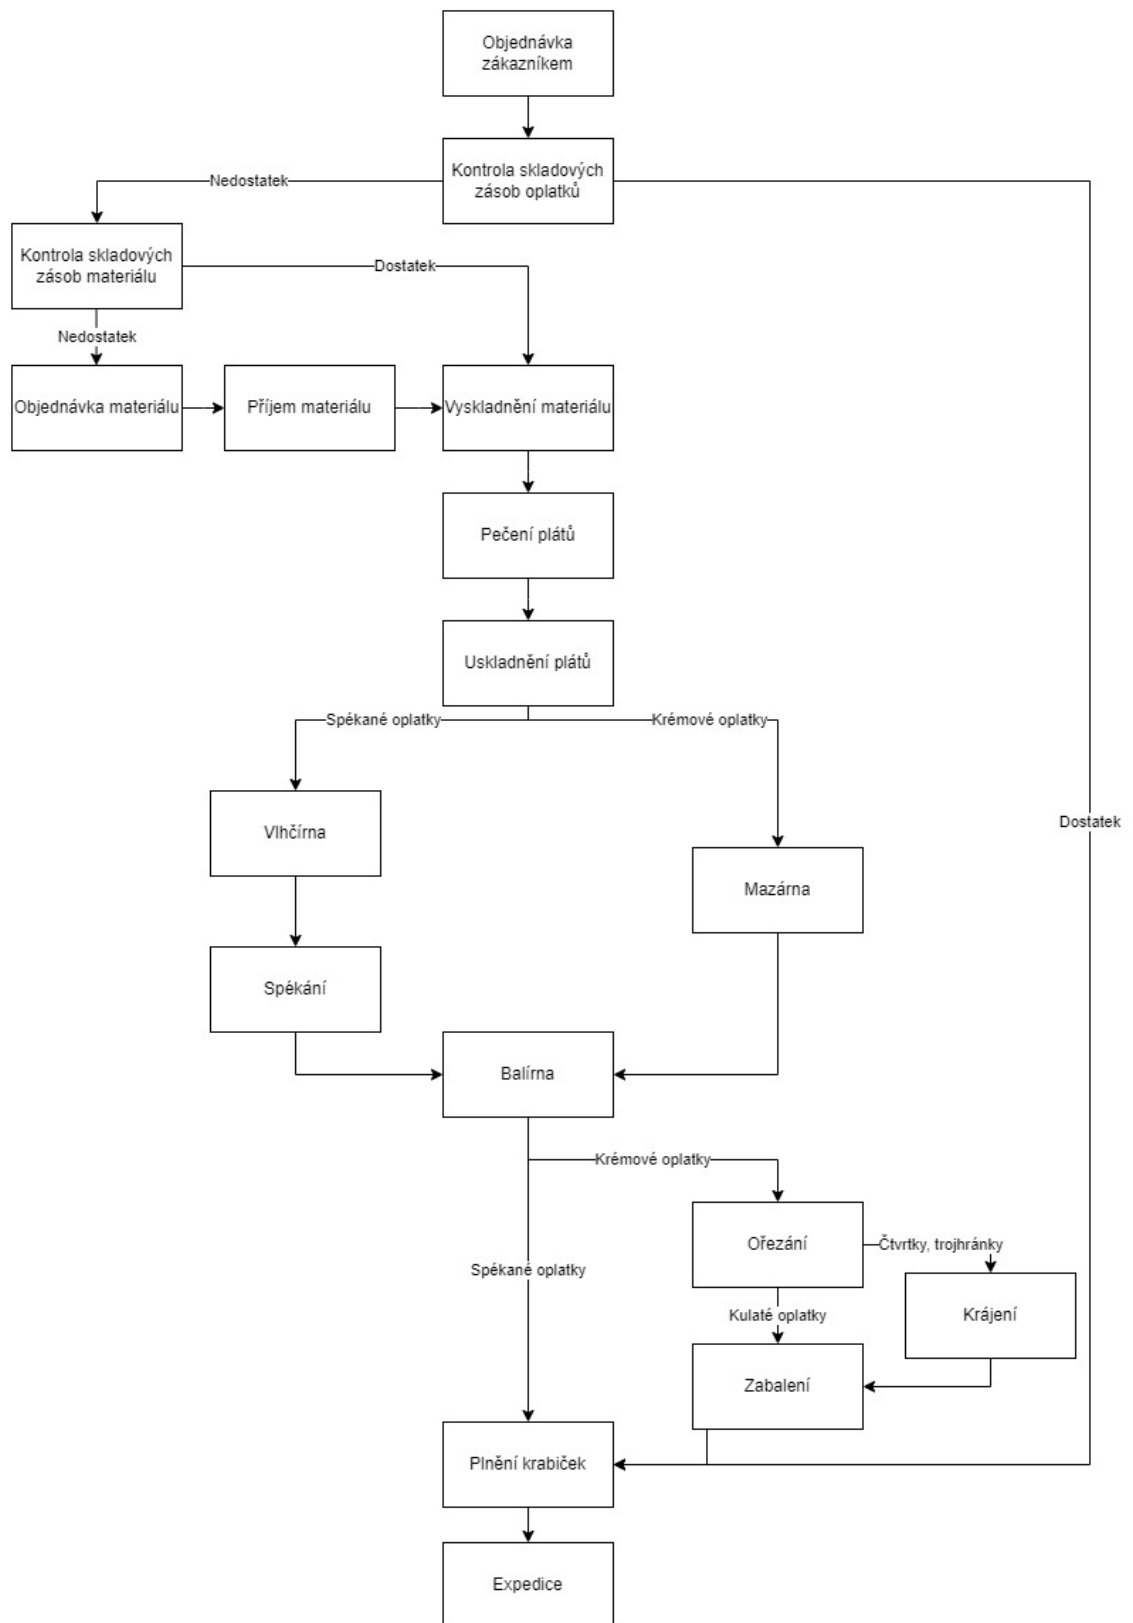 Objednávka
zákazníkem
Kontrola skladových
zásob oplatků
Nedostatek
Kontrola skladových
zásob materiálu
Dostatek
Nedostatek
Objednávka materiálu
Příjem materiálu
Vyskladnění materiálu
Pečení plátů
Uskladnění plátů
Spékané oplatky
Krémové oplatky
Vlhčírna
Dostatek
Mazárna
Spékání
Balírna
Krémové oplatky
Ořezání
Čtvrtky, trojhránky
Spékané oplatky
Kulaté oplatky
Krájení
Zabalení
Plnění krabiček
Expedice